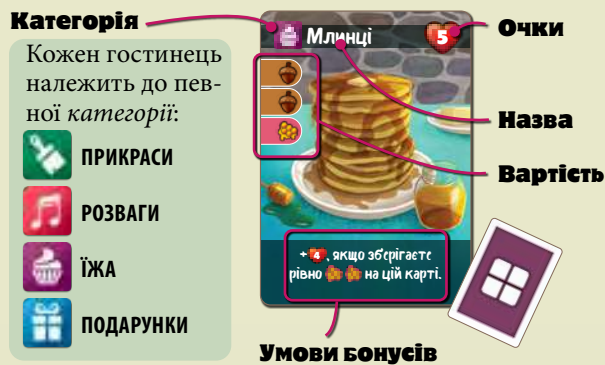 Категорія
Кожен гостинець
належить до пев-
ної категорії:
ПРИКРАСИ
РОЗВАГИ
ЇЖА
ПОДАРУНКИ
Млинці
5
+4, якщо зберігаєте
рівно на цій карті.
Очки
Назва
Вартість
Умови бонусів